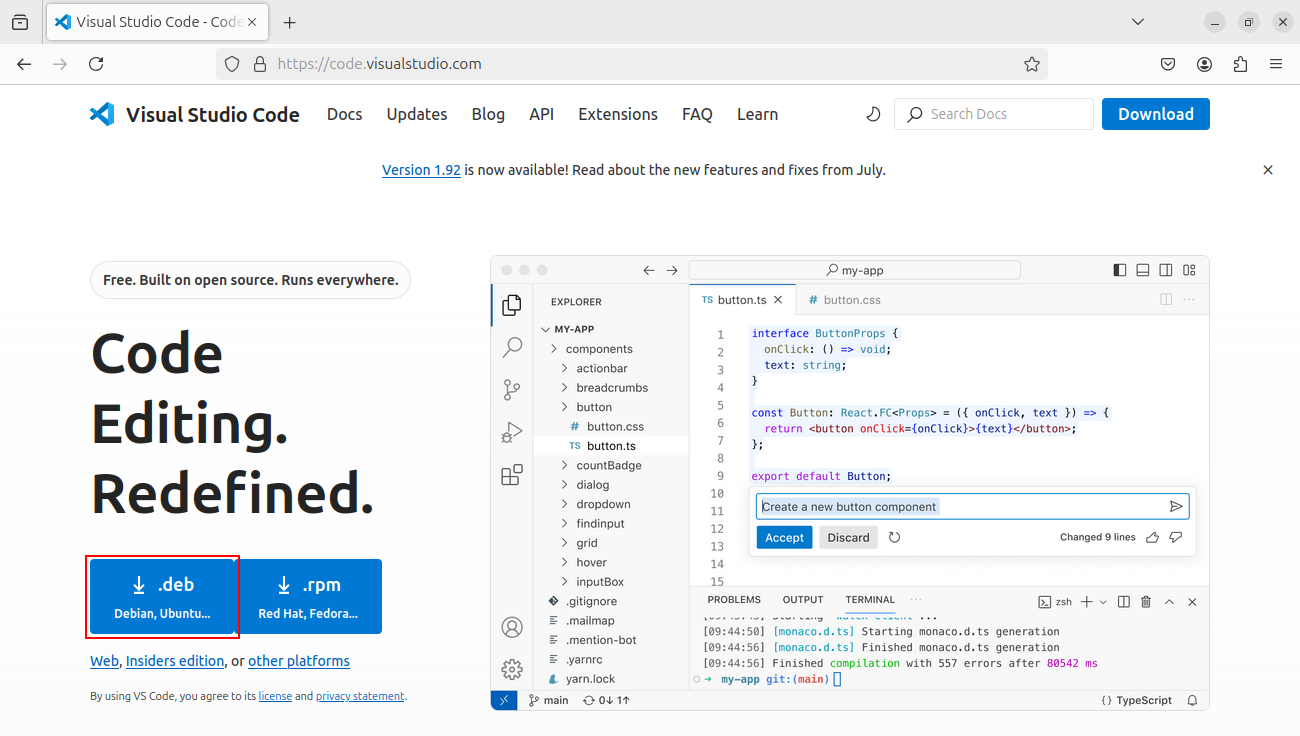 Visual Studio Code - Code
https://code.visualstudio.com
Visual Studio Code
Docs
Updates
Blog
API
Extensions
FAQ
Learn
Search Docs
Download
Version 1.92 is now available! Read about the new features and fixes from July.
Free. Built on open source. Runs everywhere.
Code
Editing.
Redefined.
.deb
Debian, Ubuntu...
.rpm
Red Hat, Fedora...
Web, Insiders edition, or other platforms
By using VS Code, you agree to its license and privacy statement.
my-app
EXPLORER
MY-APP
components
actionbar
breadcrumbs
button
# button.css
TS button.ts
countBadge
dialog
dropdown
findinput
grid
hover
inputBox
.gitignore
.mailmap
.mention-bot
.yarnrc
yarn.lock
TS button.ts
# button.css
1 interface ButtonProps {
2 onClick: () => void;
3 text: string;
4 }
5
6 const Button: React.FC<Props> = ({ onClick, text }) => {
7 return <button onClick={onClick}>{text}</button>;
8 };
9
10 export default Button;
11
12
13
14
15
Create a new button component
Accept
Discard
Changed 9 lines
PROBLEMS
OUTPUT
TERMINAL
...
zsh
[09:44:50] [monaco.d.ts] Starting monaco.d.ts generation
[09:44:56] [monaco.d.ts] Finished monaco.d.ts generation
[09:44:56] Finished compilation with 557 errors after 80542 ms
my-app git:(main)
main
0↓ 1↑
{} TypeScript